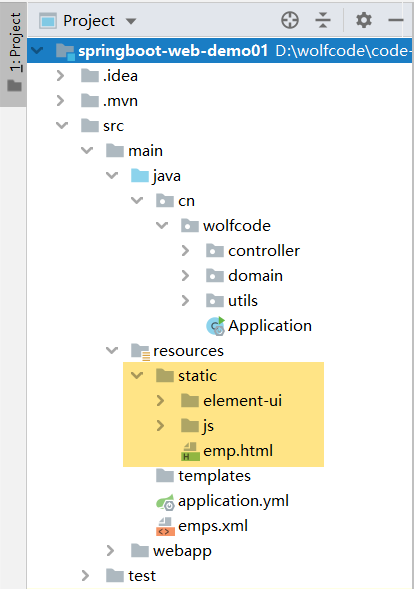 Project
1: Project
springboot-web-demo01 D:\wolfcode\code-
.idea
.mvn
src
main
java
cn
wolfcode
controller
domain
utils
Application
resources
static
element-ui
js
emp.html
templates
application.yml
emps.xml
webapp
test